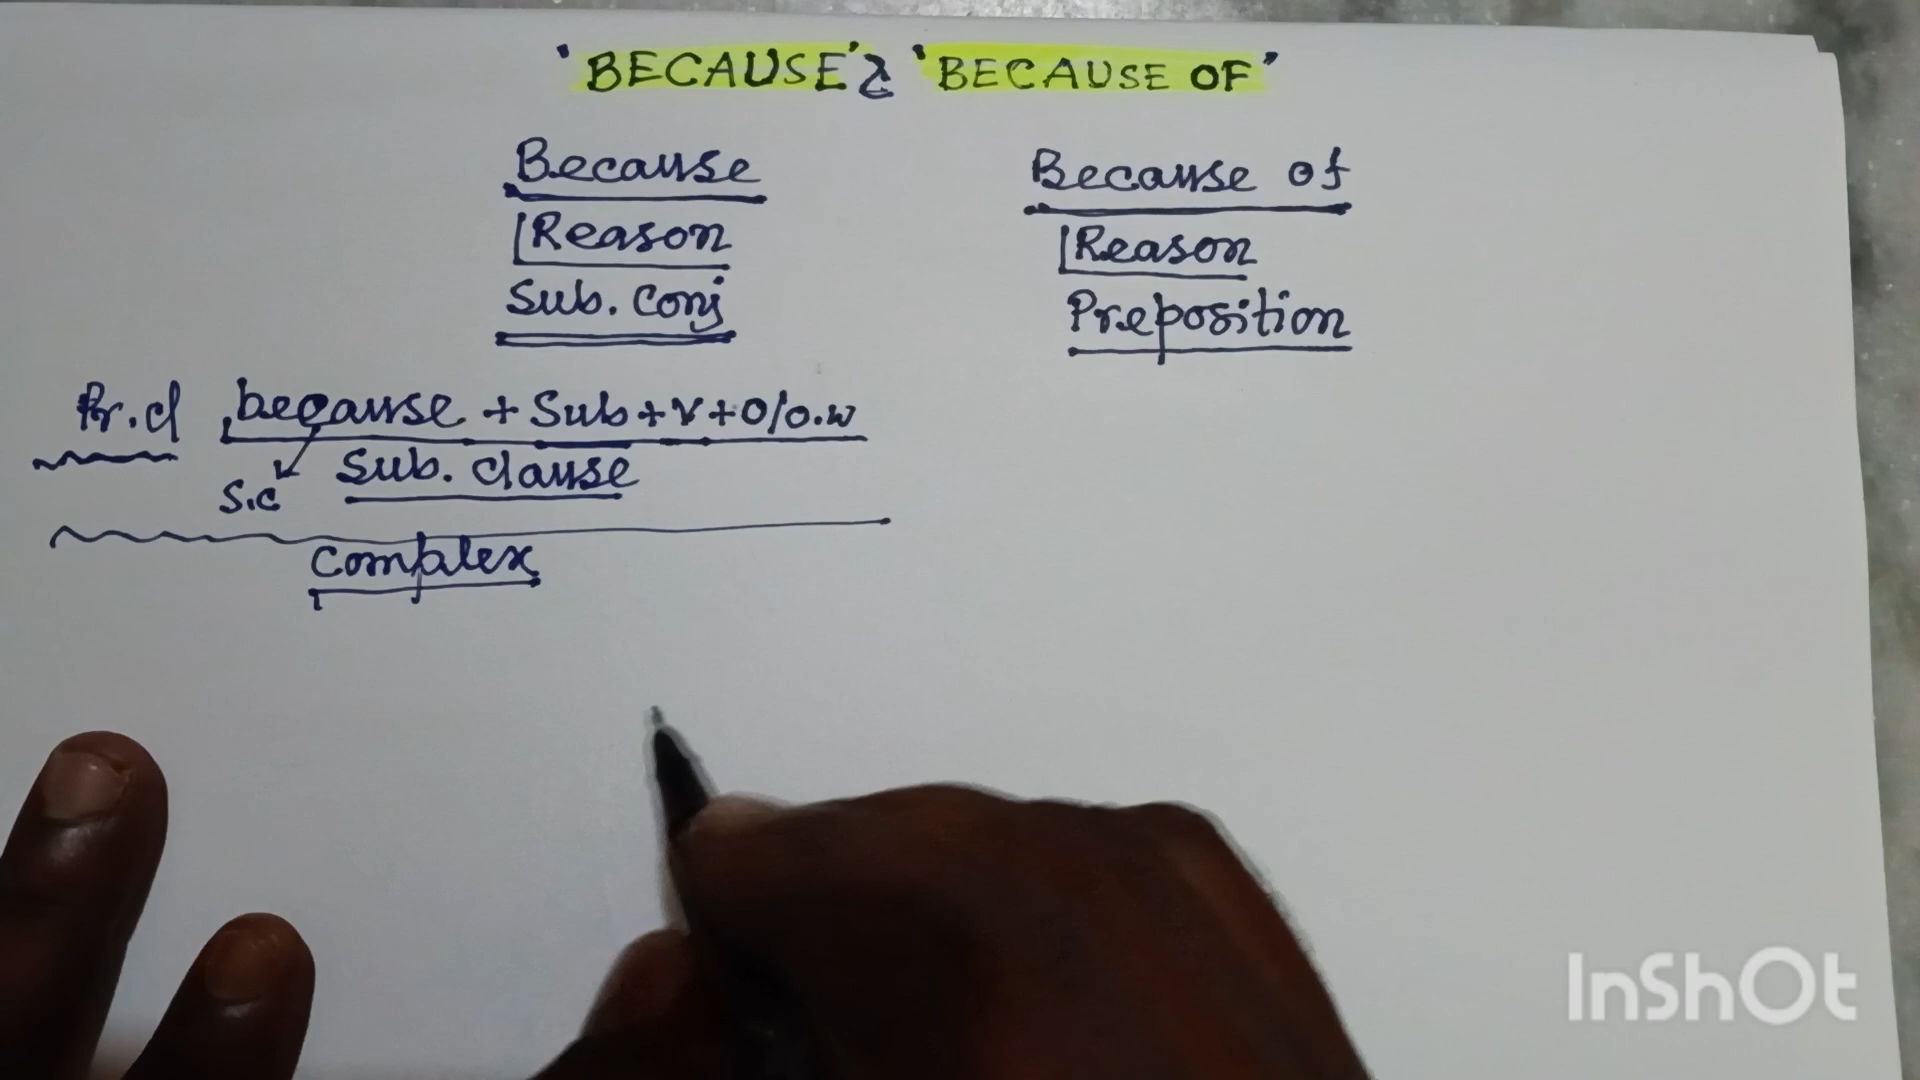 'BECAUSE' & 'BECAUSE OF'
Because
Reason
Sub. Conj
Because of
Reason
Preposition
Pr. cl because + Sub + V + O/O.W
S.C Sub. clause
Complex
InShOt